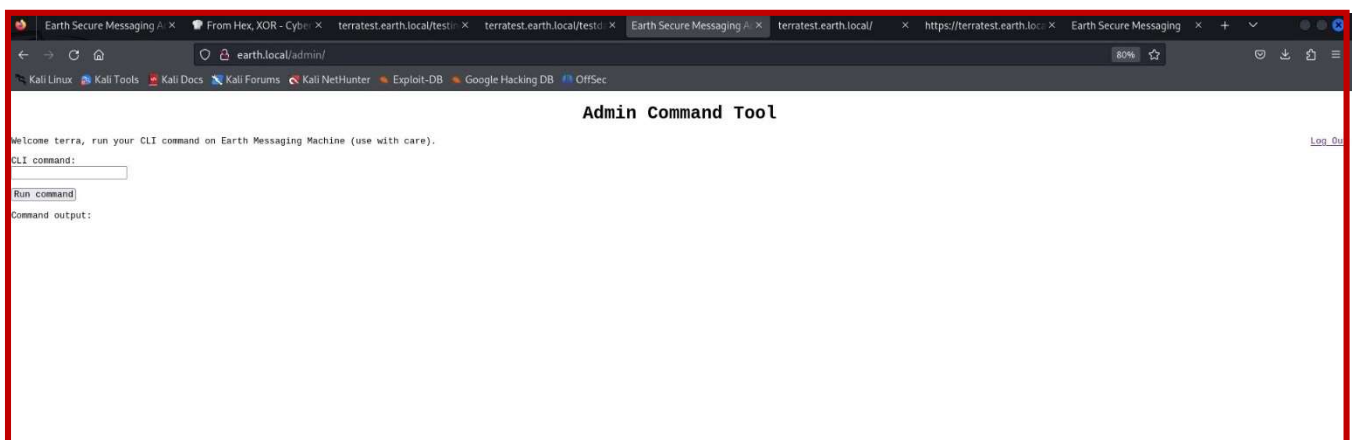 Earth Secure Messaging A
From Hex, XOR - Cyber
terratest.earth.local/testin
terratest.earth.local/testd
Earth Secure Messaging A
terratest.earth.local/
https://terratest.earth.loca
Earth Secure Messaging
earth.local/admin/
80%
Kali Linux Kali Tools Kali Docs Kali Forums Kali NetHunter Exploit-DB Google Hacking DB OffSec
Admin Command Tool
Welcome terra, run your CLI command on Earth Messaging Machine (use with care).
Log Ou
CLI command:
Run command
Command output: